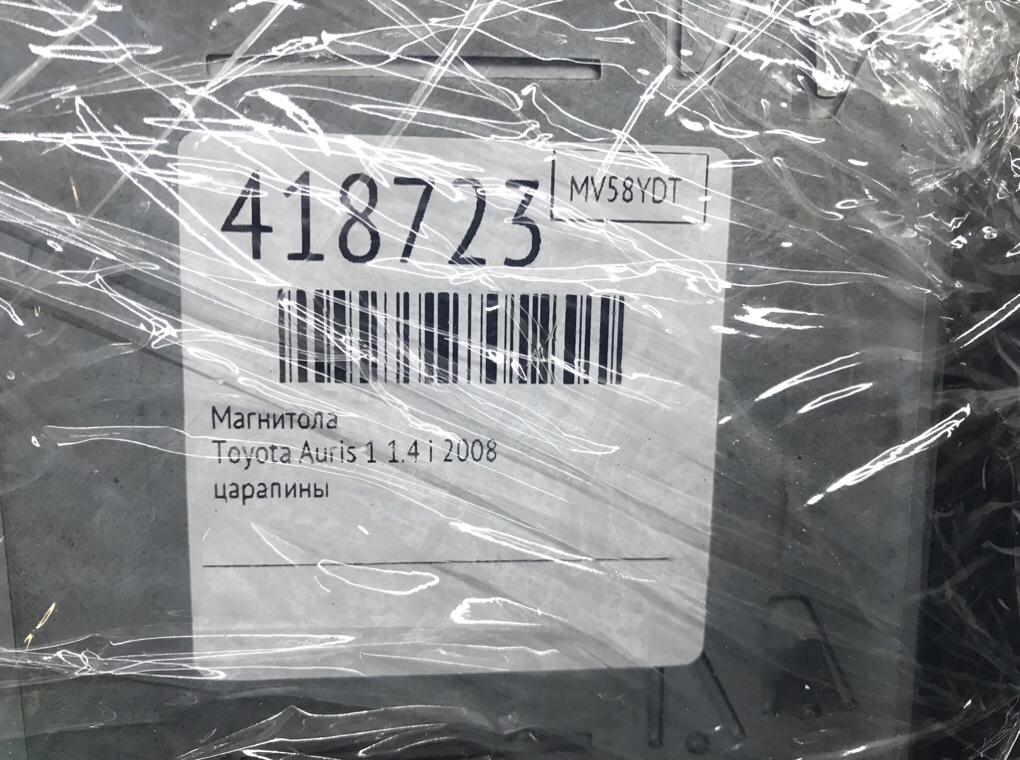 418723
MV58YDT
Магнитола
Toyota Auris 1 1.4 i 2008
царапины